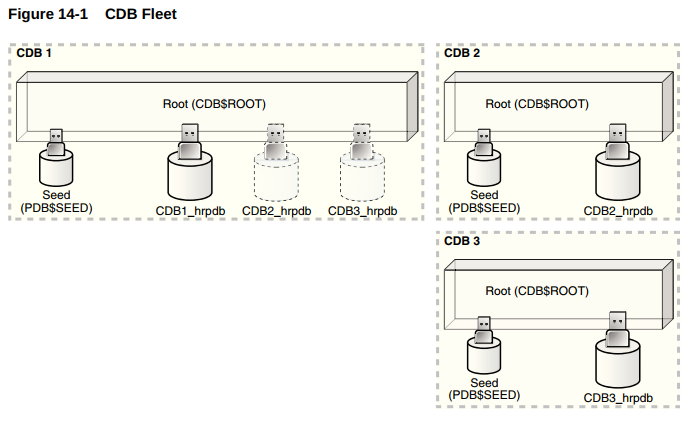 Figure 14-1 CDB Fleet
CDB 1
Root (CDB$ROOT)
Seed
(PDB$SEED)
CDB1_hrpdb
CDB2_hrpdb
CDB3_hrpdb
CDB 2
Root (CDB$ROOT)
Seed
(PDB$SEED)
CDB2_hrpdb
CDB 3
Root (CDB$ROOT)
Seed
(PDB$SEED)
CDB3_hrpdb